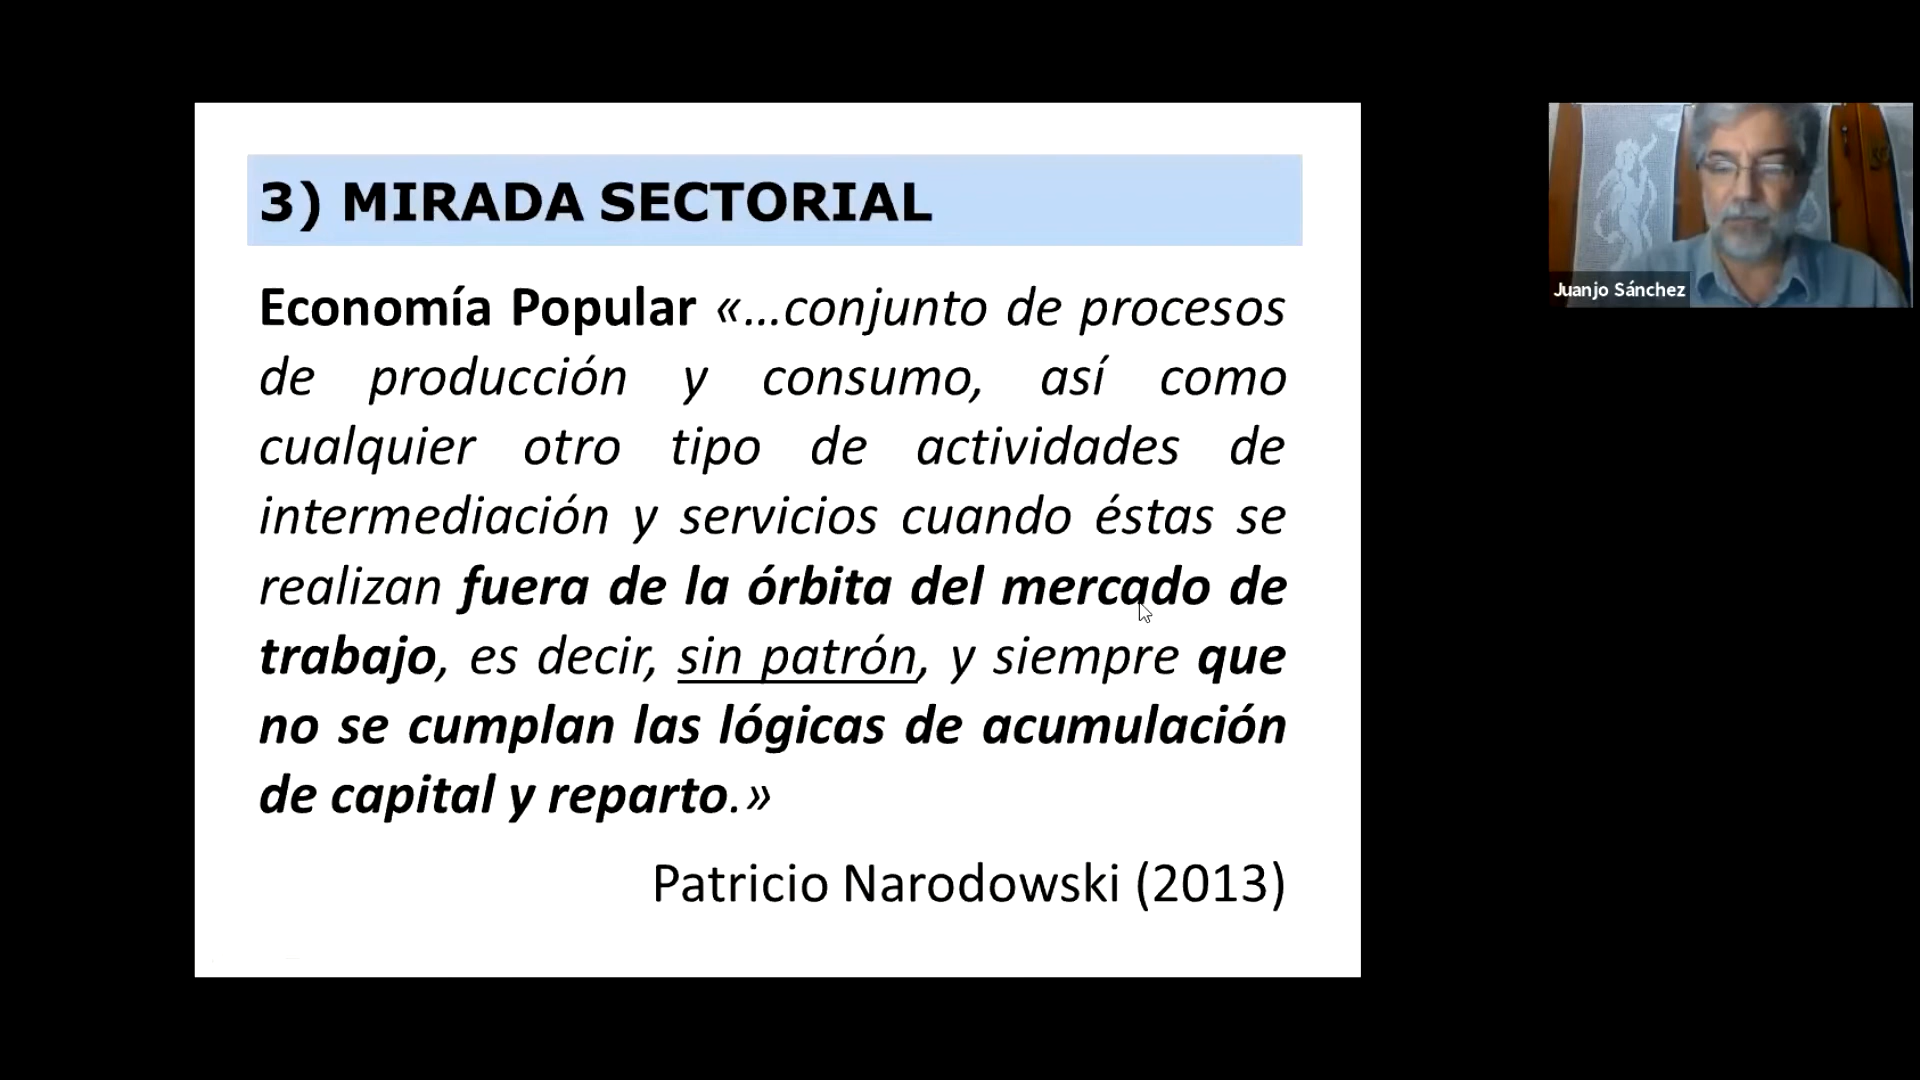 3) MIRADA SECTORIAL
Economía Popular «...conjunto de procesos
de producción y consumo, así como
cualquier otro tipo de actividades de
intermediación y servicios cuando éstas se
realizan fuera de la órbita del mercado de
trabajo, es decir, sin patrón, y siempre que
no se cumplan las lógicas de acumulación
de capital y reparto.»
Patricio Narodowski (2013)
Juanjo Sánchez